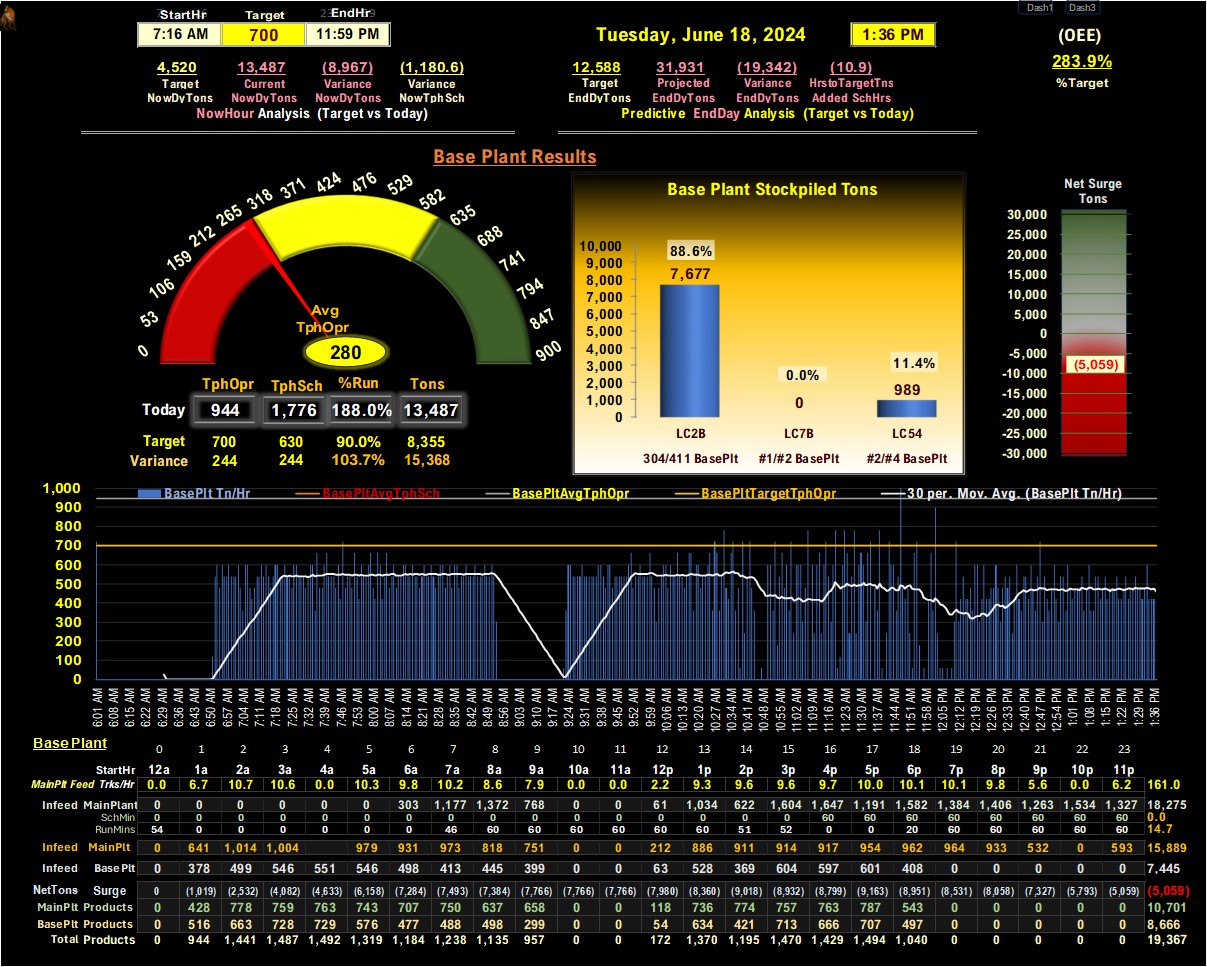 Dash1 Dash3
StartHr Target EndHr
7:16 AM 700 11:59 PM
Tuesday, June 18, 2024 1:36 PM
(OEE)
283.9%
%Target
4,520 13,487 (8,967) (1,180.6)
Target Current Variance Variance
NowDyTons NowDyTons NowDyTons NowTphSch
NowHour Analysis (Target vs Today)
12,588 31,931 (19,342) (10.9)
Target Projected Variance HrstoTargetTns
EndDyTons EndDyTons EndDyTons Added SchHrs
Predictive EndDay Analysis (Target vs Today)
Base Plant Results
0 53 106 159 212 265 318 371 424 476 529 582 635 688 741 794 847 900
Avg
TphOpr
280
TphOpr TphSch %Run Tons
Today 944 1,776 188.0% 13,487
Target 700 630 90.0% 8,355
Variance 244 244 103.7% 15,368
Base Plant Stockpiled Tons
10,000
9,000
8,000
7,000
6,000
5,000
4,000
3,000
2,000
1,000
0
88.6% 0.0% 11.4%
7,677 0 989
LC2B LC7B LC54
304/411 BasePlt #1/#2 BasePlt #2/#4 BasePlt
Net Surge
Tons
30,000
25,000
20,000
15,000
10,000
5,000
0
-5,000
(5,059)
-10,000
-15,000
-20,000
-25,000
-30,000
BasePlt Tn/Hr BasePltAvgTphSch BasePltAvgTphOpr BasePltTargetTphOpr 30 per. Mov. Avg. (BasePlt Tn/Hr)
1,000
900
800
700
600
500
400
300
200
100
0
6:01 AM 6:08 AM 6:15 AM 6:22 AM 6:29 AM 6:36 AM 6:43 AM 6:50 AM 6:57 AM 7:04 AM 7:11 AM 7:18 AM 7:25 AM 7:32 AM 7:39 AM 7:46 AM 7:53 AM 8:00 AM 8:07 AM 8:14 AM 8:21 AM 8:28 AM 8:35 AM 8:42 AM 8:49 AM 8:56 AM 9:03 AM 9:10 AM 9:17 AM 9:24 AM 9:31 AM 9:38 AM 9:45 AM 9:52 AM 9:59 AM 10:06 AM 10:13 AM 10:20 AM 10:27 AM 10:34 AM 10:41 AM 10:48 AM 10:55 AM 11:02 AM 11:09 AM 11:16 AM 11:23 AM 11:30 AM 11:37 AM 11:44 AM 11:51 AM 11:58 AM 12:05 PM 12:12 PM 12:19 PM 12:26 PM 12:33 PM 12:40 PM 12:47 PM 12:54 PM 1:01 PM 1:08 PM 1:15 PM 1:22 PM 1:29 PM 1:36 PM
Base Plant 0 1 2 3 4 5 6 7 8 9 10 11 12 13 14 15 16 17 18 19 20 21 22 23
StartHr 12a 1a 2a 3a 4a 5a 6a 7a 8a 9a 10a 11a 12p 1p 2p 3p 4p 5p 6p 7p 8p 9p 10p 11p
MainPlt Feed Trks/Hr 0.0 6.7 10.7 10.6 0.0 10.3 9.8 10.2 8.6 7.9 0.0 0.0 2.2 9.3 9.6 9.6 9.7 10.0 10.1 10.1 9.8 5.6 0.0 6.2 161.0
Infeed MainPlant 0 0 0 0 0 0 303 1,177 1,372 768 0 0 61 1,034 622 1,604 1,647 1,191 1,582 1,384 1,406 1,263 1,534 1,327 18,275
SchMin 0 0 0 0 0 0 0 0 0 0 0 0 0 0 0 0 60 60 60 60 60 60 60 60 0.0
RunMins 54 0 0 0 0 0 0 46 60 60 60 60 60 60 51 52 0 0 20 60 60 60 60 60 14.7
Infeed MainPlt 0 641 1,014 1,004 979 931 973 818 751 0 0 212 886 911 914 917 954 962 964 933 532 0 593 15,889
Infeed Base Plt 0 378 499 546 551 546 498 413 445 399 0 0 63 528 369 604 597 601 408 0 0 0 0 0 7,445
NetTons Surge 0 (1,019) (2,532) (4,082) (4,633) (6,158) (7,284) (7,493) (7,384) (7,766) (7,766) (7,766) (7,980) (8,360) (9,018) (8,932) (8,799) (9,163) (8,951) (8,531) (8,058) (7,327) (5,793) (5,059) (5,059)
MainPlt Products 0 428 778 759 763 743 707 750 637 658 0 0 118 736 774 757 763 787 543 0 0 0 0 0 10,701
BasePlt Products 0 516 663 728 729 576 477 488 498 299 0 0 54 634 421 713 666 707 497 0 0 0 0 0 8,666
Total Products 0 944 1,441 1,487 1,492 1,319 1,184 1,238 1,135 957 0 0 172 1,370 1,195 1,470 1,429 1,494 1,040 0 0 0 0 0 19,367